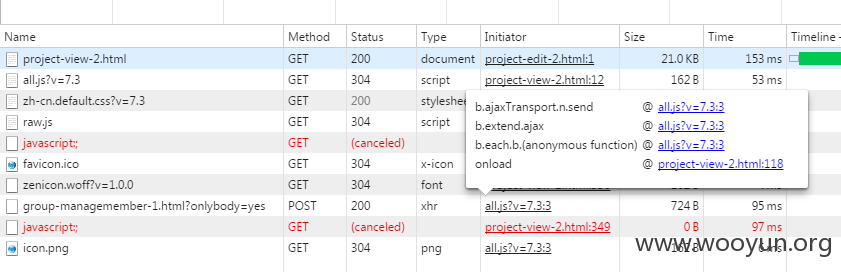 Name Method Status Type Initiator Size Time Timeline
project-view-2.html GET 200 document project-edit-2.html:1 21.0 KB 153 ms
all.js?v=7.3 GET 304 script project-view-2.html:12 162 B 53 ms
zh-cn.default.css?v=7.3 GET 200 styleshe
raw.js GET 304 script
javascript:; GET (canceled)
favicon.ico GET 304 x-icon
zenicon.woff?v=1.0.0 GET 304 font
b.ajaxTransport.n.send @ all.js?v=7.3:3
b.extend.ajax @ all.js?v=7.3:3
b.each.b.(anonymous function) @ all.js?v=7.3:3
onload @ project-view-2.html:118
group-managemember-1.html?onlybody=yes POST 200 xhr all.js?v=7.3:3 724 B 95 ms
javascript:; GET (canceled) project-view-2.html:349 0 B 97 ms
icon.png GET 304 png all.js?v=7.3:3 162 B ms
www.wooyun.org